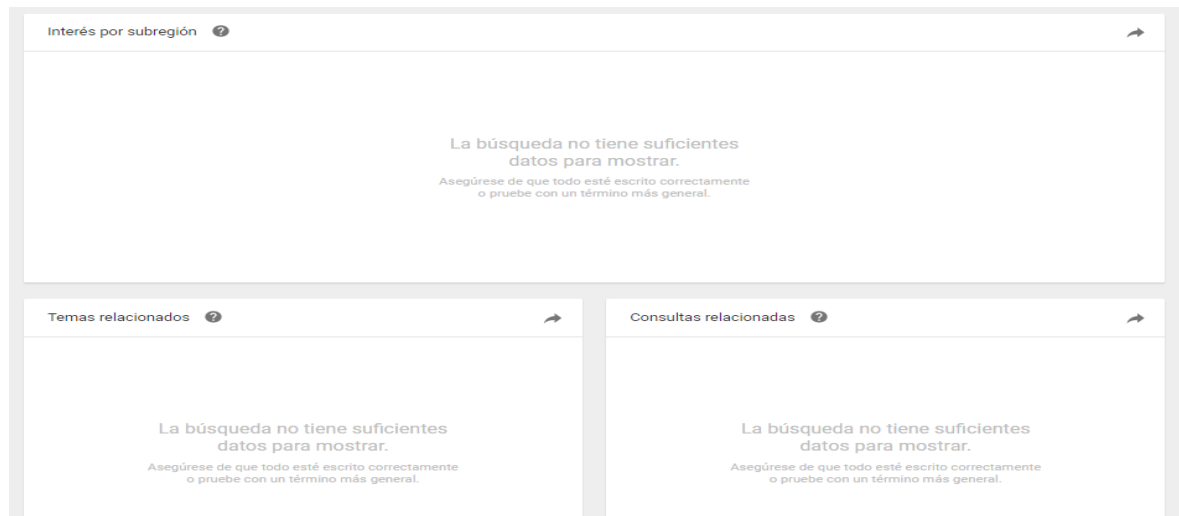 Interés por subregión
La búsqueda no tiene suficientes
datos para mostrar.
Asegúrese de que todo esté escrito correctamente
o pruebe con un término más general.
Temas relacionados
La búsqueda no tiene suficientes
datos para mostrar.
Asegúrese de que todo esté escrito correctamente
o pruebe con un término más general.
Consultas relacionadas
La búsqueda no tiene suficientes
datos para mostrar.
Asegúrese de que todo esté escrito correctamente
o pruebe con un término más general.